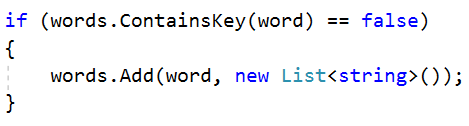 if (words.ContainsKey(word) == false)
{
    words.Add(word, new List<string>());
}